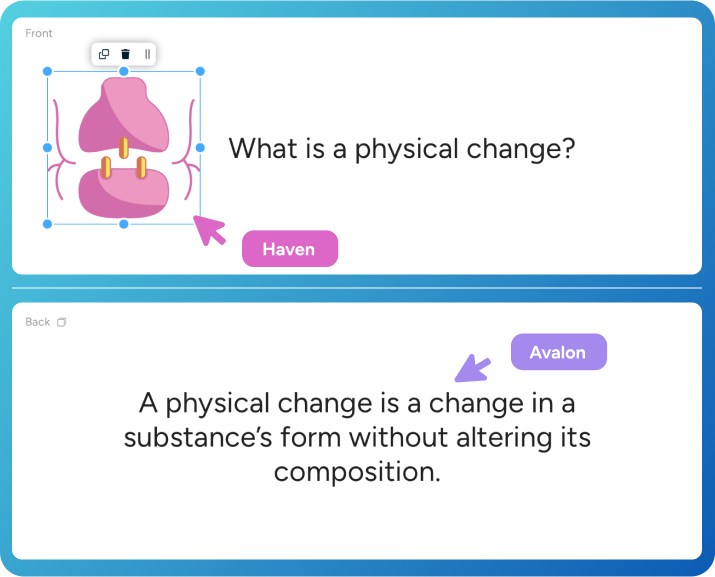 Front
What is a physical change?
Haven
Back
Avalon
A physical change is a change in a
substance’s form without altering its
composition.